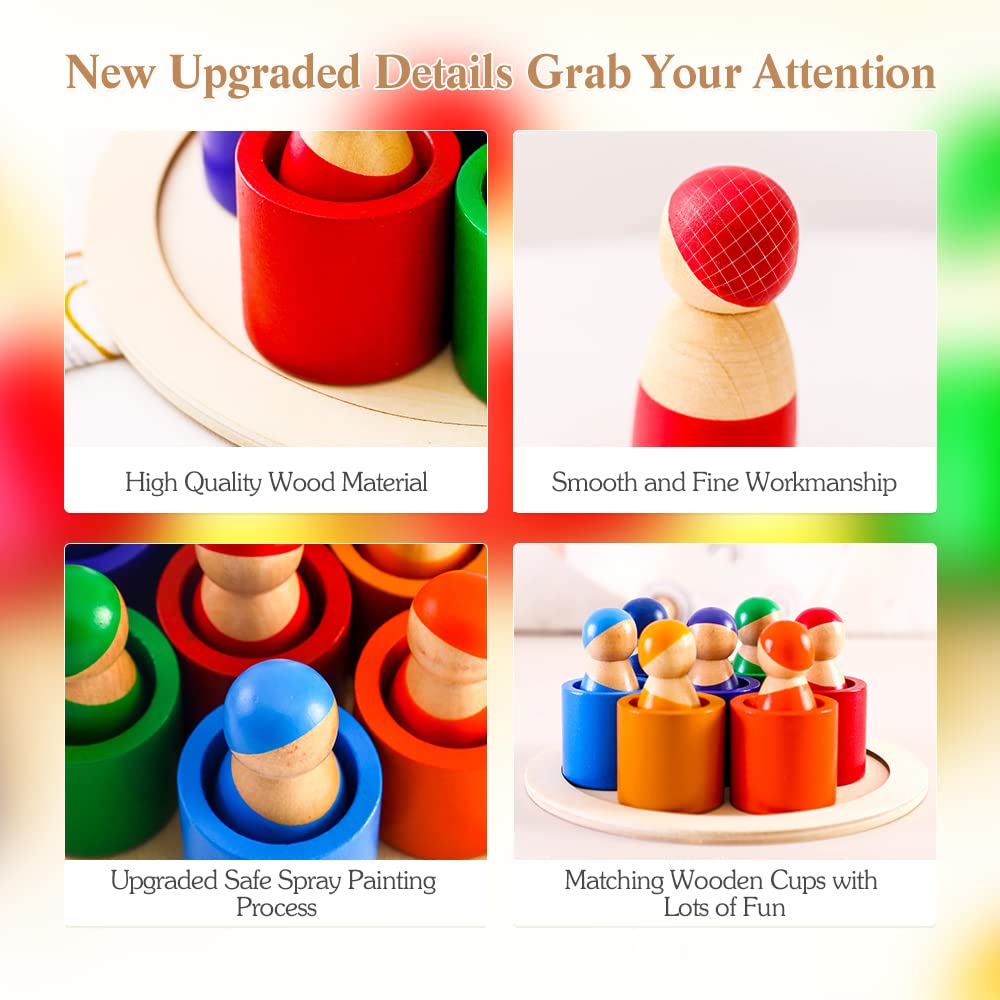 New Upgraded Details Grab Your Attention
High Quality Wood Material
Smooth and Fine Workmanship
Upgraded Safe Spray Painting
Process
Matching Wooden Cups with
Lots of Fun